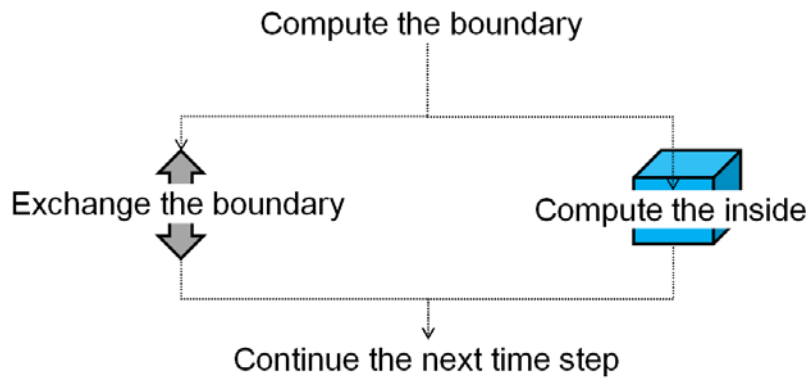 Compute the boundary
Exchange the boundary
Compute the inside
Continue the next time step